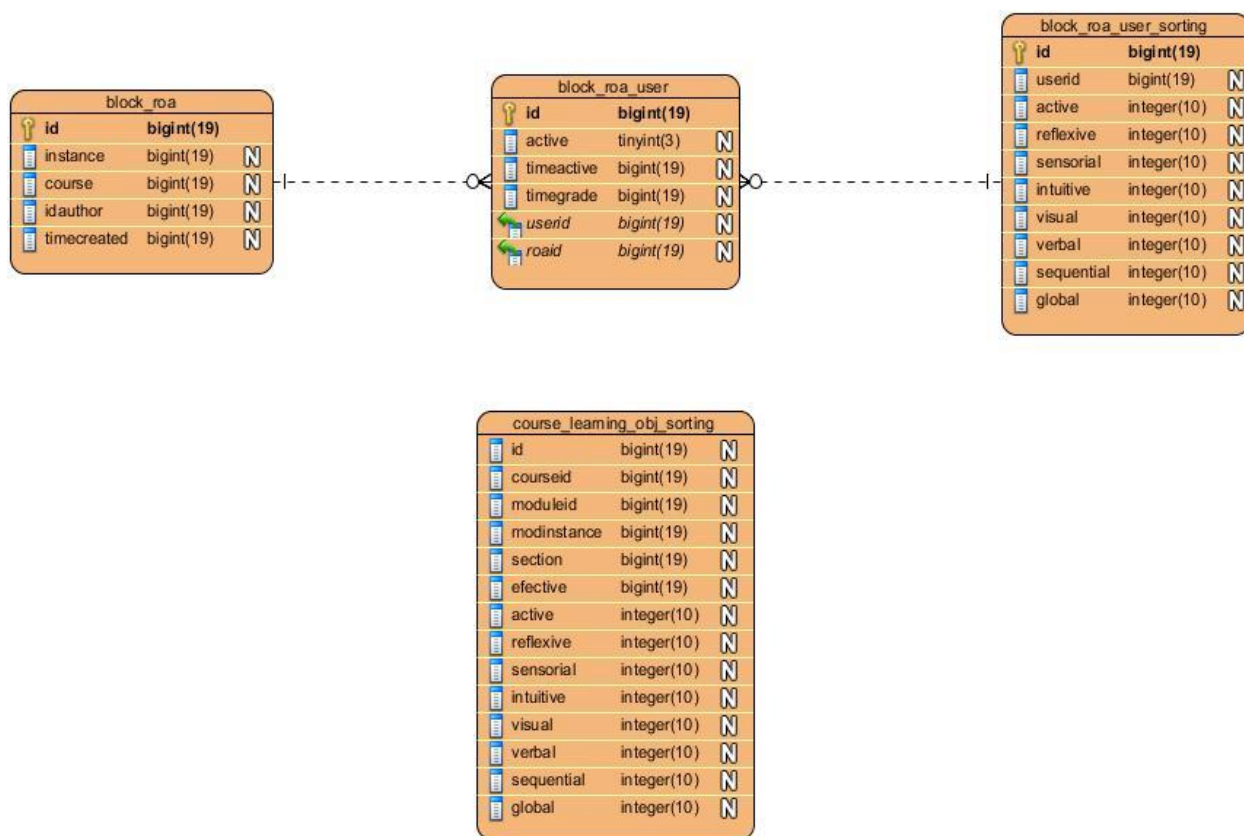 block_roa
id bigint(19)
instance bigint(19) N
course bigint(19) N
idauthor bigint(19) N
timecreated bigint(19) N
block_roa_user
id bigint(19)
active tinyint(3) N
timeactive bigint(19) N
timegrade bigint(19) N
userid bigint(19) N
roaid bigint(19) N
block_roa_user_sorting
id bigint(19)
userid bigint(19) N
active integer(10) N
reflexive integer(10) N
sensorial integer(10) N
intuitive integer(10) N
visual integer(10) N
verbal integer(10) N
sequential integer(10) N
global integer(10) N
course_learning_obj_sorting
id bigint(19) N
courseid bigint(19) N
moduleid bigint(19) N
modinstance bigint(19) N
section bigint(19) N
efective bigint(19) N
active integer(10) N
reflexive integer(10) N
sensorial integer(10) N
intuitive integer(10) N
visual integer(10) N
verbal integer(10) N
sequential integer(10) N
global integer(10) N